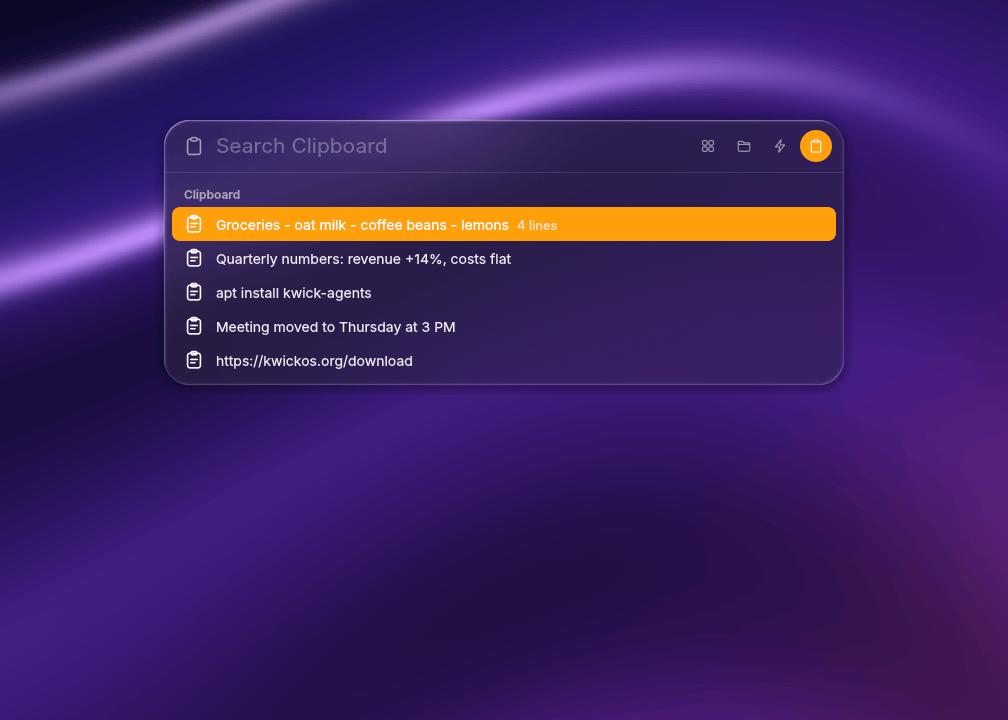 Search Clipboard
Clipboard
Groceries - oat milk - coffee beans - lemons 4 lines
Quarterly numbers: revenue +14%, costs flat
apt install kwick-agents
Meeting moved to Thursday at 3 PM
https://kwickos.org/download